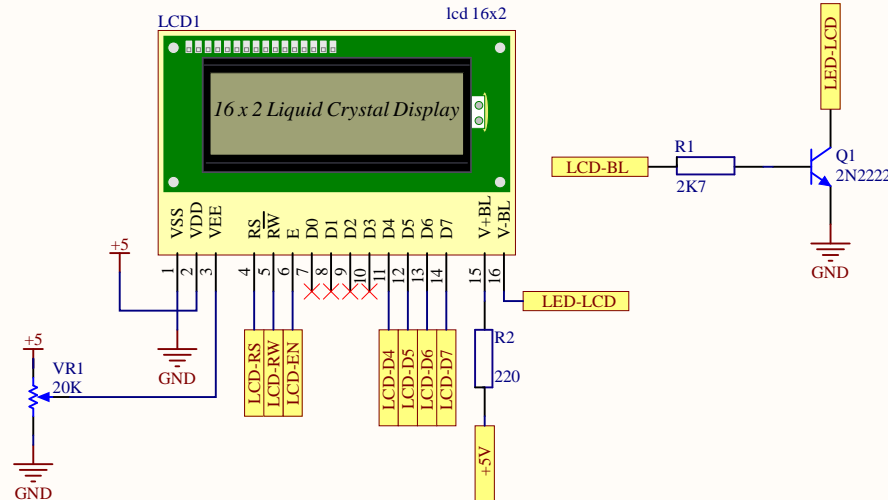 LCD1
lcd 16x2
16 x 2 Liquid Crystal Display
VSS
VDD
VEE
RS
RW
E
D0
D1
D2
D3
D4
D5
D6
D7
V+BL
V-BL
1
2
3
4
5
6
7
8
9
10
11
12
13
14
15
16
+5
GND
+5
VR1
20K
GND
LCD-RS
LCD-RW
LCD-EN
LCD-D4
LCD-D5
LCD-D6
LCD-D7
LED-LCD
R2
220
+5V
LCD-BL
R1
2K7
LED-LCD
Q1
2N2222
GND